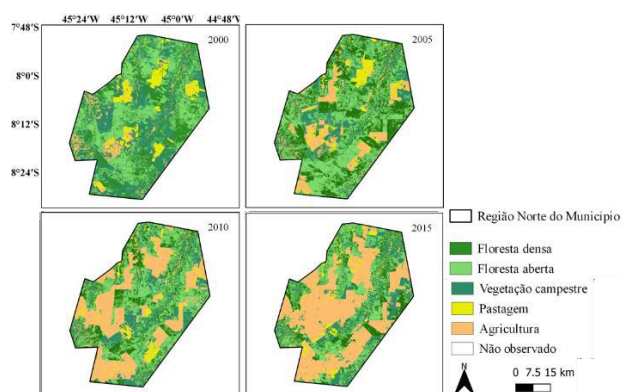 45°24'W 45°12'W 45°0'W 44°48'W
7°48'S
8°0'S
8°12'S
8°24'S
2000
2005
2010
2015
Região Norte do Municipio
Floresta densa
Floresta aberta
Vegetação campestre
Pastagem
Agricultura
Não observado
N
0 7.5 15 km